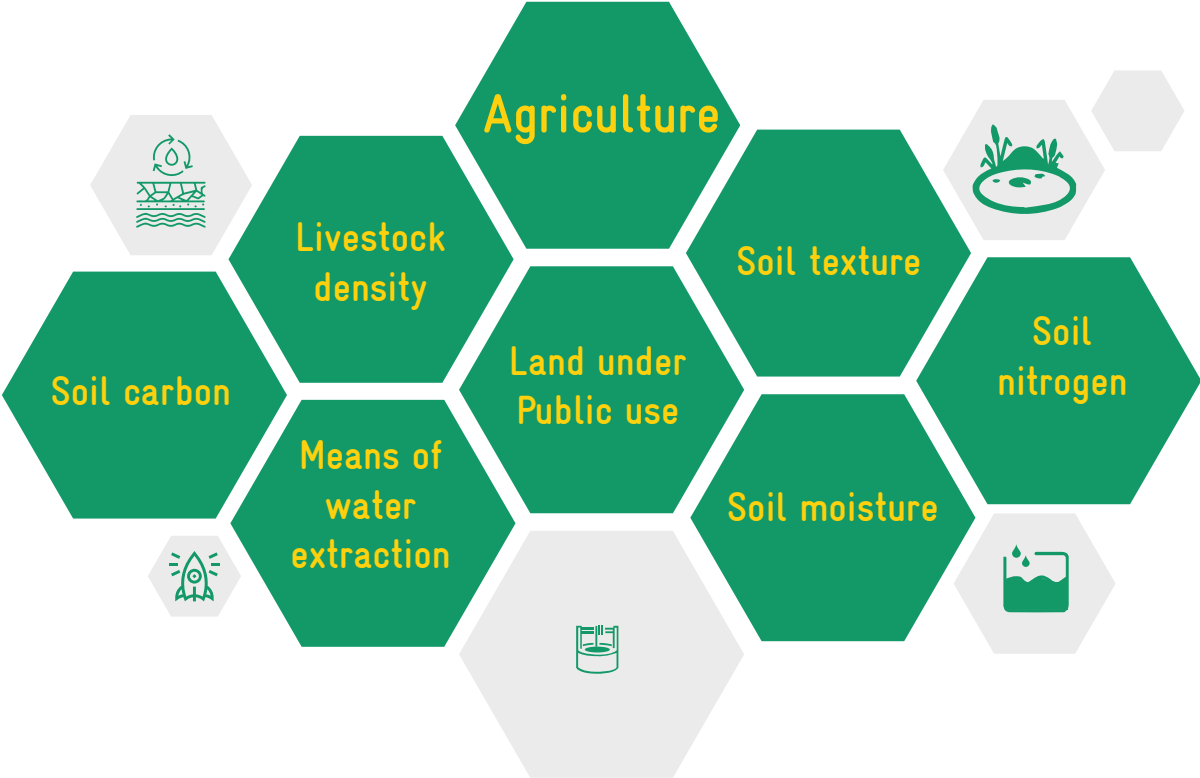 Agriculture
Livestock
density
Soil texture
Soil carbon
Land under
Public use
Soil
nitrogen
Means of
water
extraction
Soil moisture